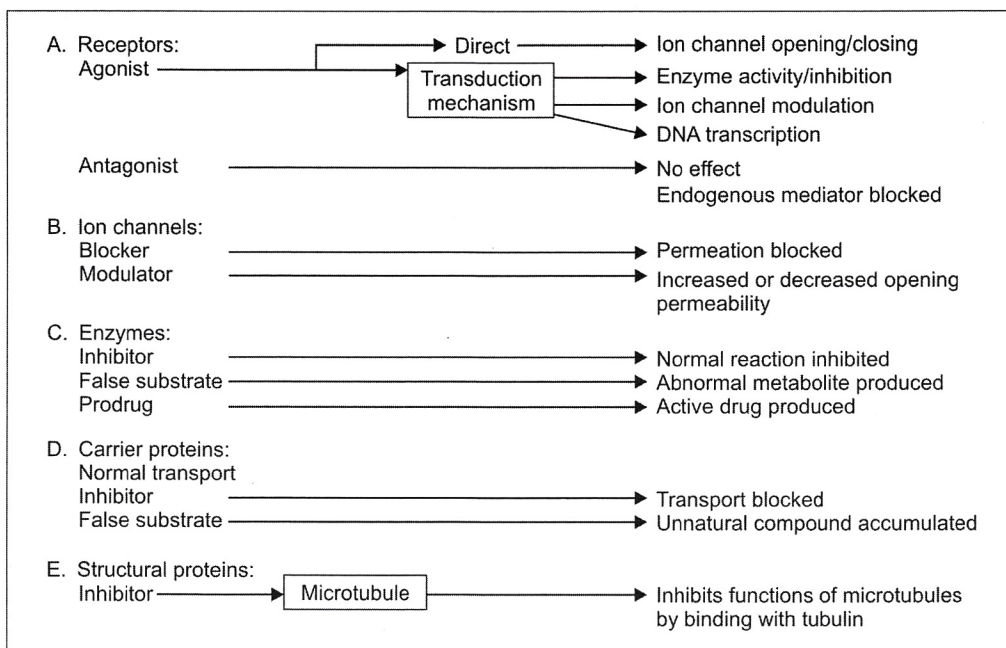 A. Receptors:
Agonist
Direct
Ion channel opening/closing
Transduction
mechanism
Enzyme activity/inhibition
Ion channel modulation
DNA transcription
Antagonist
No effect
Endogenous mediator blocked
B. Ion channels:
Blocker
Permeation blocked
Modulator
Increased or decreased opening
permeability
C. Enzymes:
Inhibitor
Normal reaction inhibited
False substrate
Abnormal metabolite produced
Prodrug
Active drug produced
D. Carrier proteins:
Normal transport
Inhibitor
Transport blocked
False substrate
Unnatural compound accumulated
E. Structural proteins:
Inhibitor
Microtubule
Inhibits functions of microtubules
by binding with tubulin